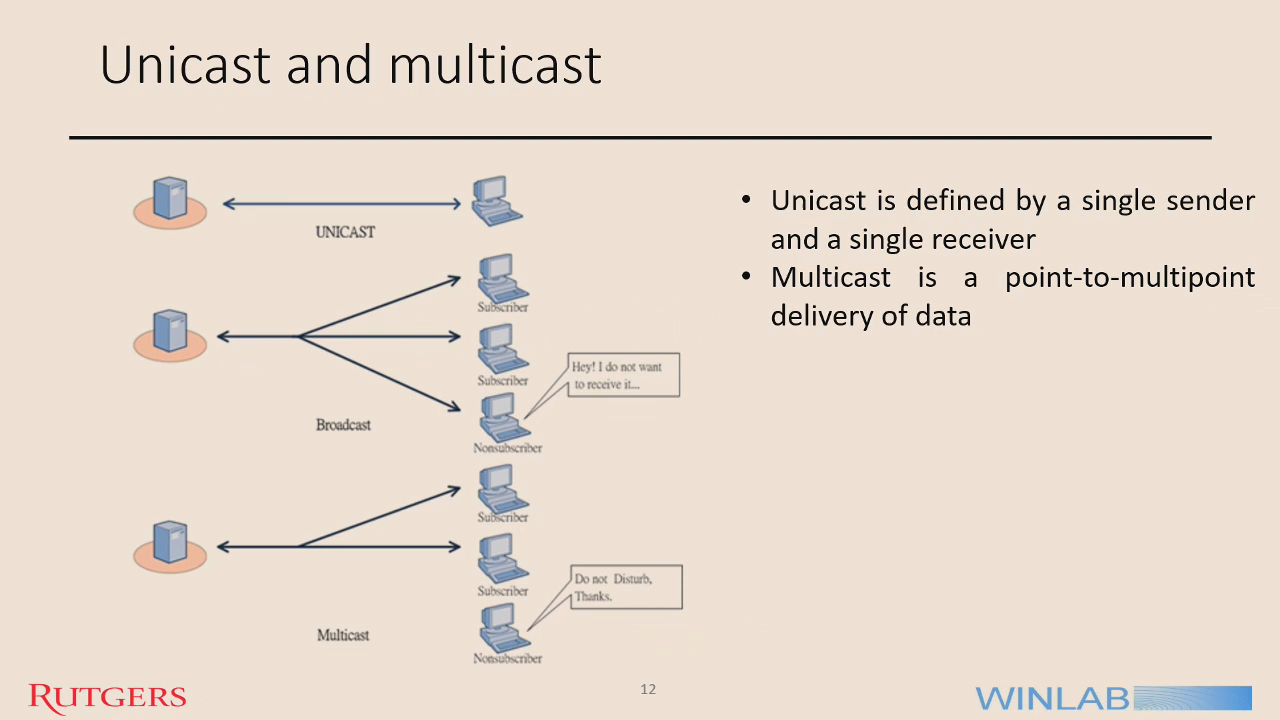 Unicast and multicast
UNICAST
Subscriber
Subscriber
Hey! I do not want
to receive it...
Broadcast
Nonsubscriber
Subscriber
Subscriber
Do not Disturb,
Thanks.
Multicast
Nonsubscriber
• Unicast is defined by a single sender
and a single receiver
• Multicast is a point-to-multipoint
delivery of data
RUTGERS
12
WINLAB